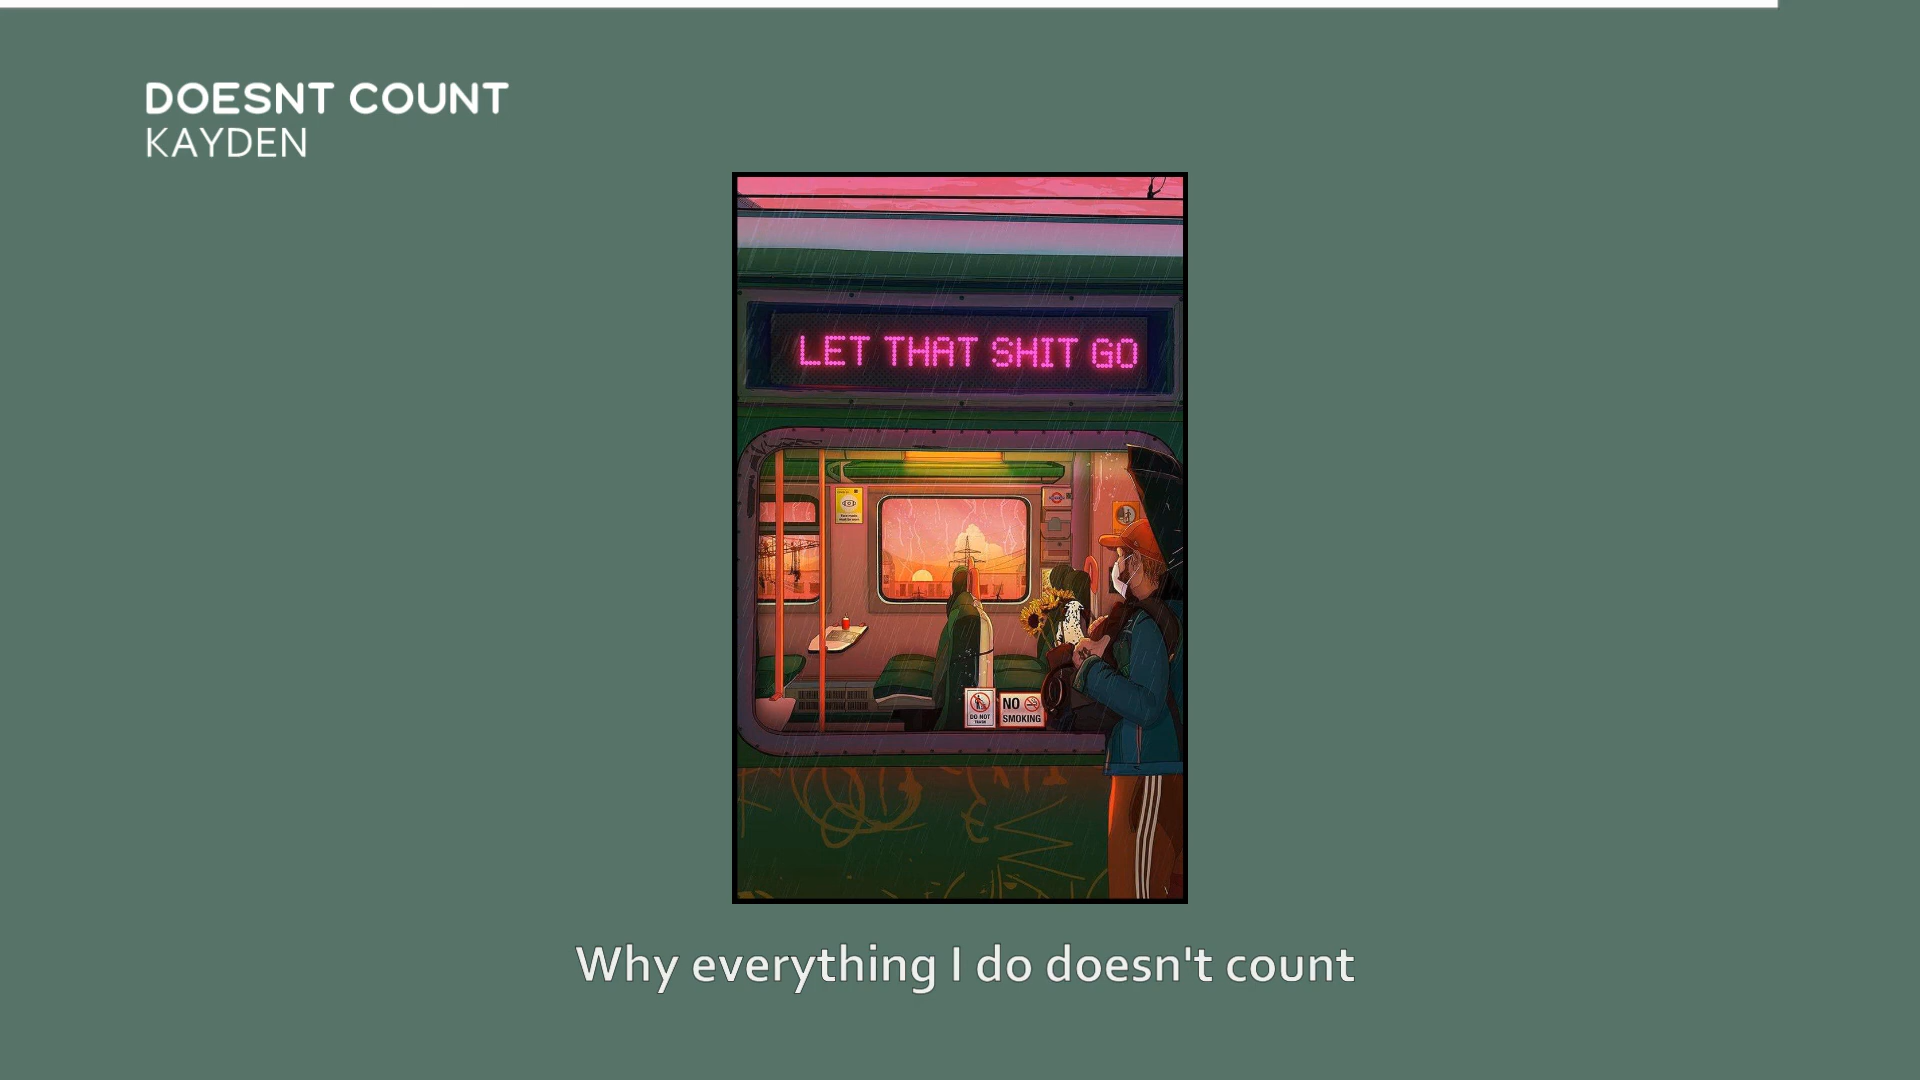 DOESNT COUNT
KAYDEN
LET THAT SHIT GO
DO NOT
NO
SMOKING
Why everything I do doesn't count